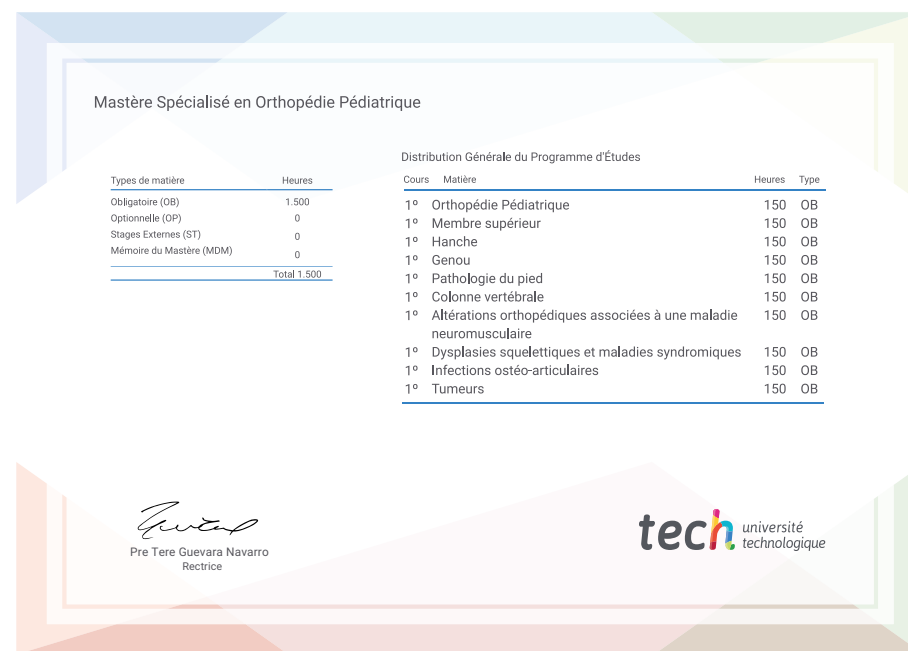 Mastère Spécialisé en Orthopédie Pédiatrique
Types de matière Heures
Obligatoire (OB) 1.500
Optionnelle (OP) 0
Stages Externes (ST) 0
Mémoire du Mastère (MDM) 0
Total 1.500
Distribution Générale du Programme d'Études
Cours Matière Heures Type
1º Orthopédie Pédiatrique 150 OB
1º Membre supérieur 150 OB
1º Hanche 150 OB
1º Genou 150 OB
1º Pathologie du pied 150 OB
1º Colonne vertébrale 150 OB
1º Altérations orthopédiques associées à une maladie 150 OB
neuromusculaire
1º Dysplasies squelettiques et maladies syndromiques 150 OB
1º Infections ostéo-articulaires 150 OB
1º Tumeurs 150 OB
Pre Tere Guevara Navarro
Rectrice
tech université
technologique